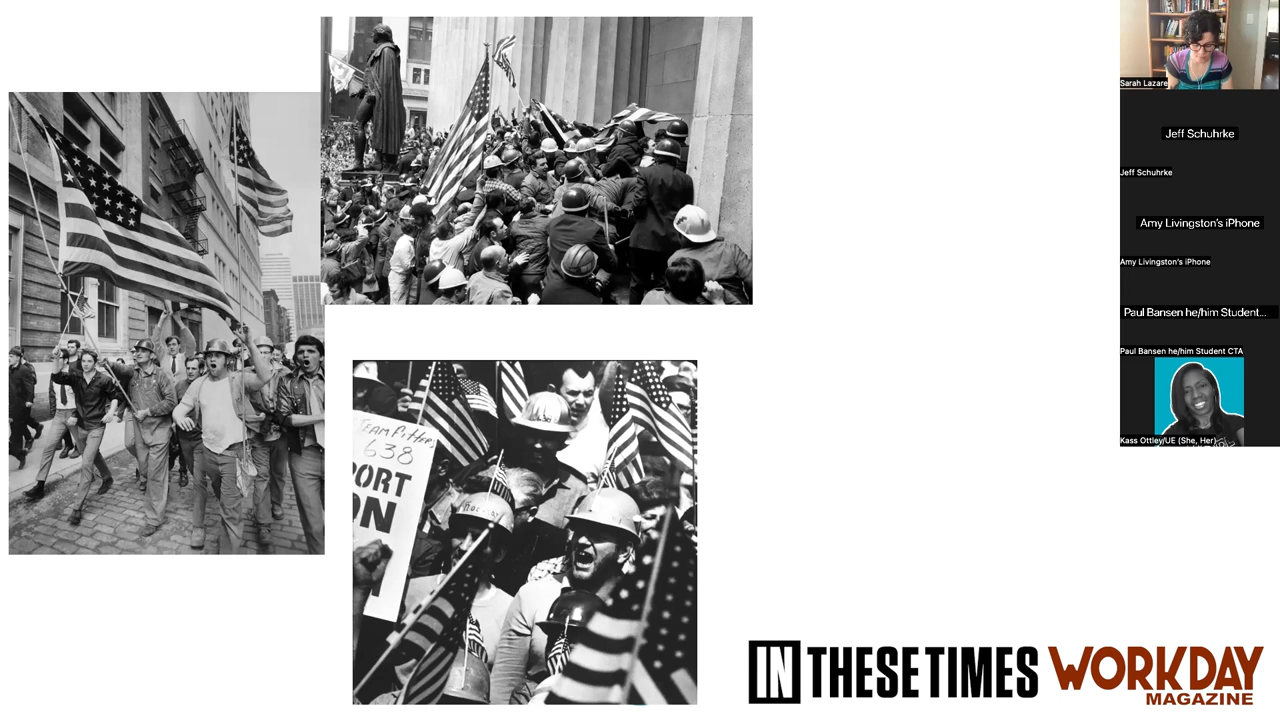 TEAMFitters
638
PORT
ON
Sarah Lazare
Jeff Schuhrke
Jeff Schuhrke
Amy Livingston's iPhone
Amy Livingston's iPhone
Paul Bansen he/him Student...
Paul Bansen he/him Student CTA
Kass Ottley/UE (She, Her)
IN THESE TIMES
WORKDAY
MAGAZINE